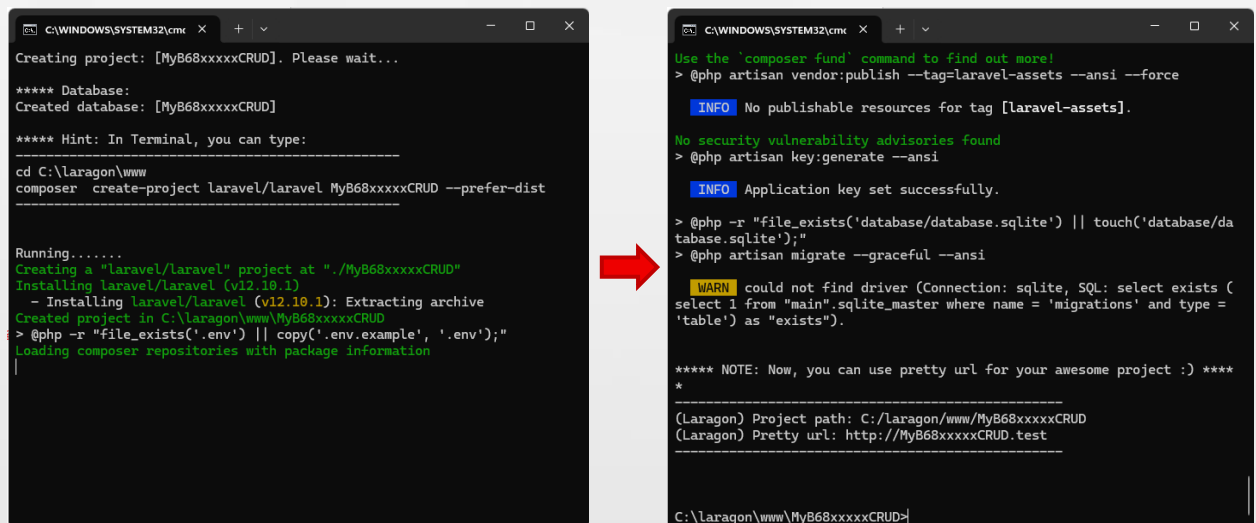 C:\WINDOWS\SYSTEM32\cmc
Creating project: [MyB68xxxxxCRUD]. Please wait...
***** Database:
Created database: [MyB68xxxxxCRUD]
***** Hint: In Terminal, you can type:
--------------------------------------------------
cd C:\laragon\www
composer  create-project laravel/laravel MyB68xxxxxCRUD --prefer-dist
--------------------------------------------------
Running.......
Creating a "laravel/laravel" project at "./MyB68xxxxxCRUD"
Installing laravel/laravel (v12.10.1)
- Installing laravel/laravel (v12.10.1): Extracting archive
Created project in C:\laragon\www\MyB68xxxxxCRUD
> @php -r "file_exists('.env') || copy('.env.example', '.env');"
Loading composer repositories with package information
C:\WINDOWS\SYSTEM32\cmc
Use the `composer fund` command to find out more!
> @php artisan vendor:publish --tag=laravel-assets --ansi --force
INFO  No publishable resources for tag [laravel-assets].
No security vulnerability advisories found
> @php artisan key:generate --ansi
INFO  Application key set successfully.
> @php -r "file_exists('database/database.sqlite') || touch('database/da
tabase.sqlite');"
> @php artisan migrate --graceful --ansi
WARN  could not find driver (Connection: sqlite, SQL: select exists (
select 1 from "main".sqlite_master where name = 'migrations' and type =
'table') as "exists").
***** NOTE: Now, you can use pretty url for your awesome project :) ****
*
--------------------------------------------------
(Laragon) Project path: C:/laragon/www/MyB68xxxxxCRUD
(Laragon) Pretty url: http://MyB68xxxxxCRUD.test
--------------------------------------------------
C:\laragon\www\MyB68xxxxxCRUD>